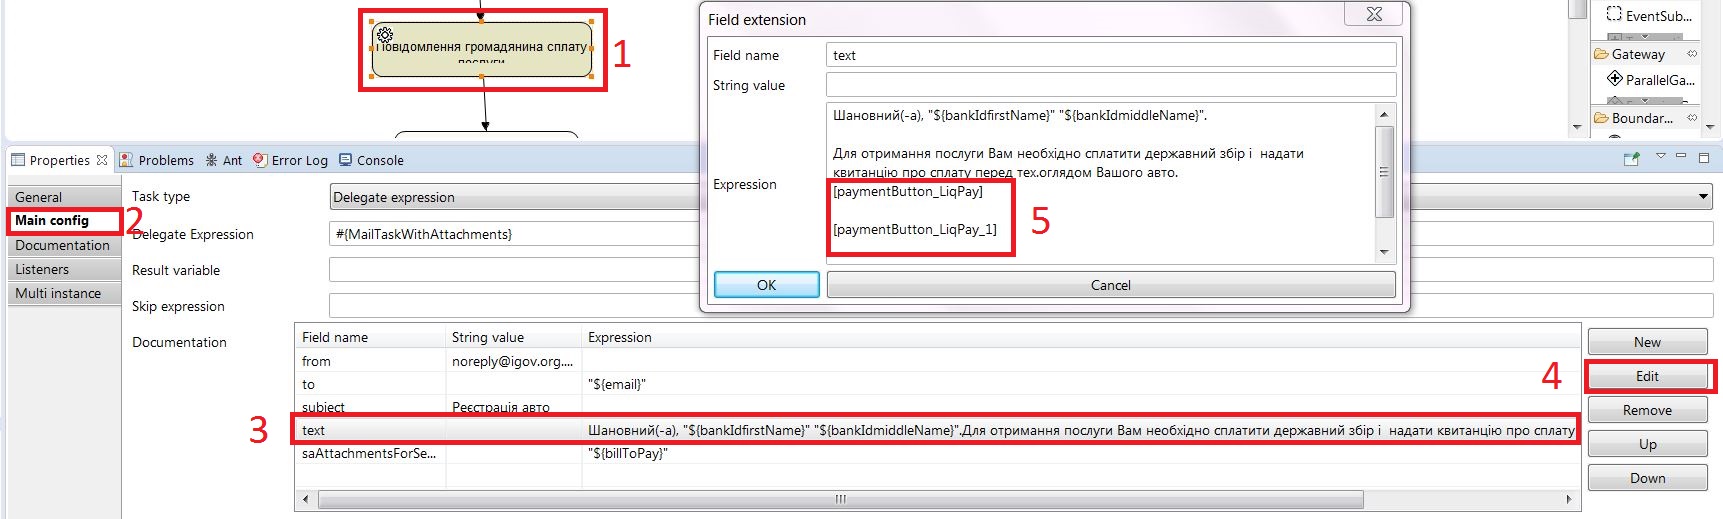 Повідомлення громадянина сплату
послуги
1
Field extension
Field name
text
String value
Expression
Шановний(-а), "${bankIdfirstName}" "${bankIdmiddleName}".
Для отримання послуги Вам необхідно сплатити державний збір і  надати
квитанцію про сплату перед тех.оглядом Вашого авто.
[paymentButton_LiqPay]
[paymentButton_LiqPay_1]
5
OK
Cancel
EventSub...
Gateway
ParallelGa...
Boundar...
Properties
Problems
Ant
Error Log
Console
General
Main config
2
Documentation
Listeners
Multi instance
Task type
Delegate expression
Delegate Expression
#{MailTaskWithAttachments}
Result variable
Skip expression
Documentation
Field name
String value
Expression
from
noreply@igov.org....
to
"${email}"
subject
Реєстрація авто
3
text
Шановний(-а), "${bankIdfirstName}" "${bankIdmiddleName}".Для отримання послуги Вам необхідно сплатити державний збір і  надати квитанцію про сплату
saAttachmentsForSe...
"${billToPay}"
New
4
Edit
Remove
Up
Down